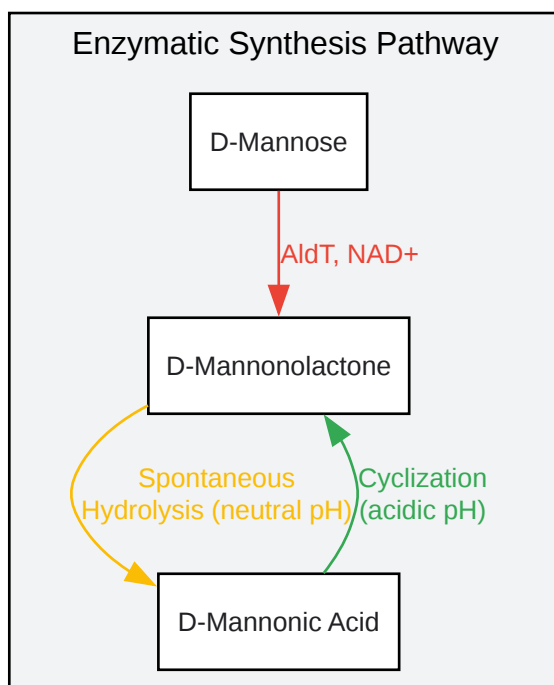 Enzymatic Synthesis Pathway
D-Mannose
AldT, NAD+
D-Mannonolactone
Spontaneous
Hydrolysis (neutral pH)
Cyclization
(acidic pH)
D-Mannonic Acid